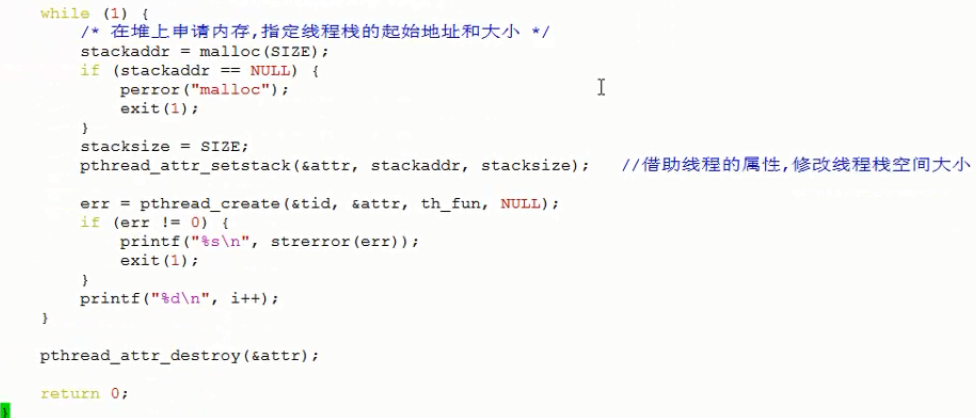 while (1) {
/* 在堆上申请内存,指定线程栈的起始地址和大小 */
stackaddr = malloc(SIZE);
if (stackaddr == NULL) {
perror("malloc");
exit(1);
}
stacksize = SIZE;
pthread_attr_setstack(&attr, stackaddr, stacksize); //借助线程的属性,修改线程栈空间大小
err = pthread_create(&tid, &attr, th_fun, NULL);
if (err != 0) {
printf("%s\n", strerror(err));
exit(1);
}
printf("%d\n", i++);
}
pthread_attr_destroy(&attr);
return 0;
}